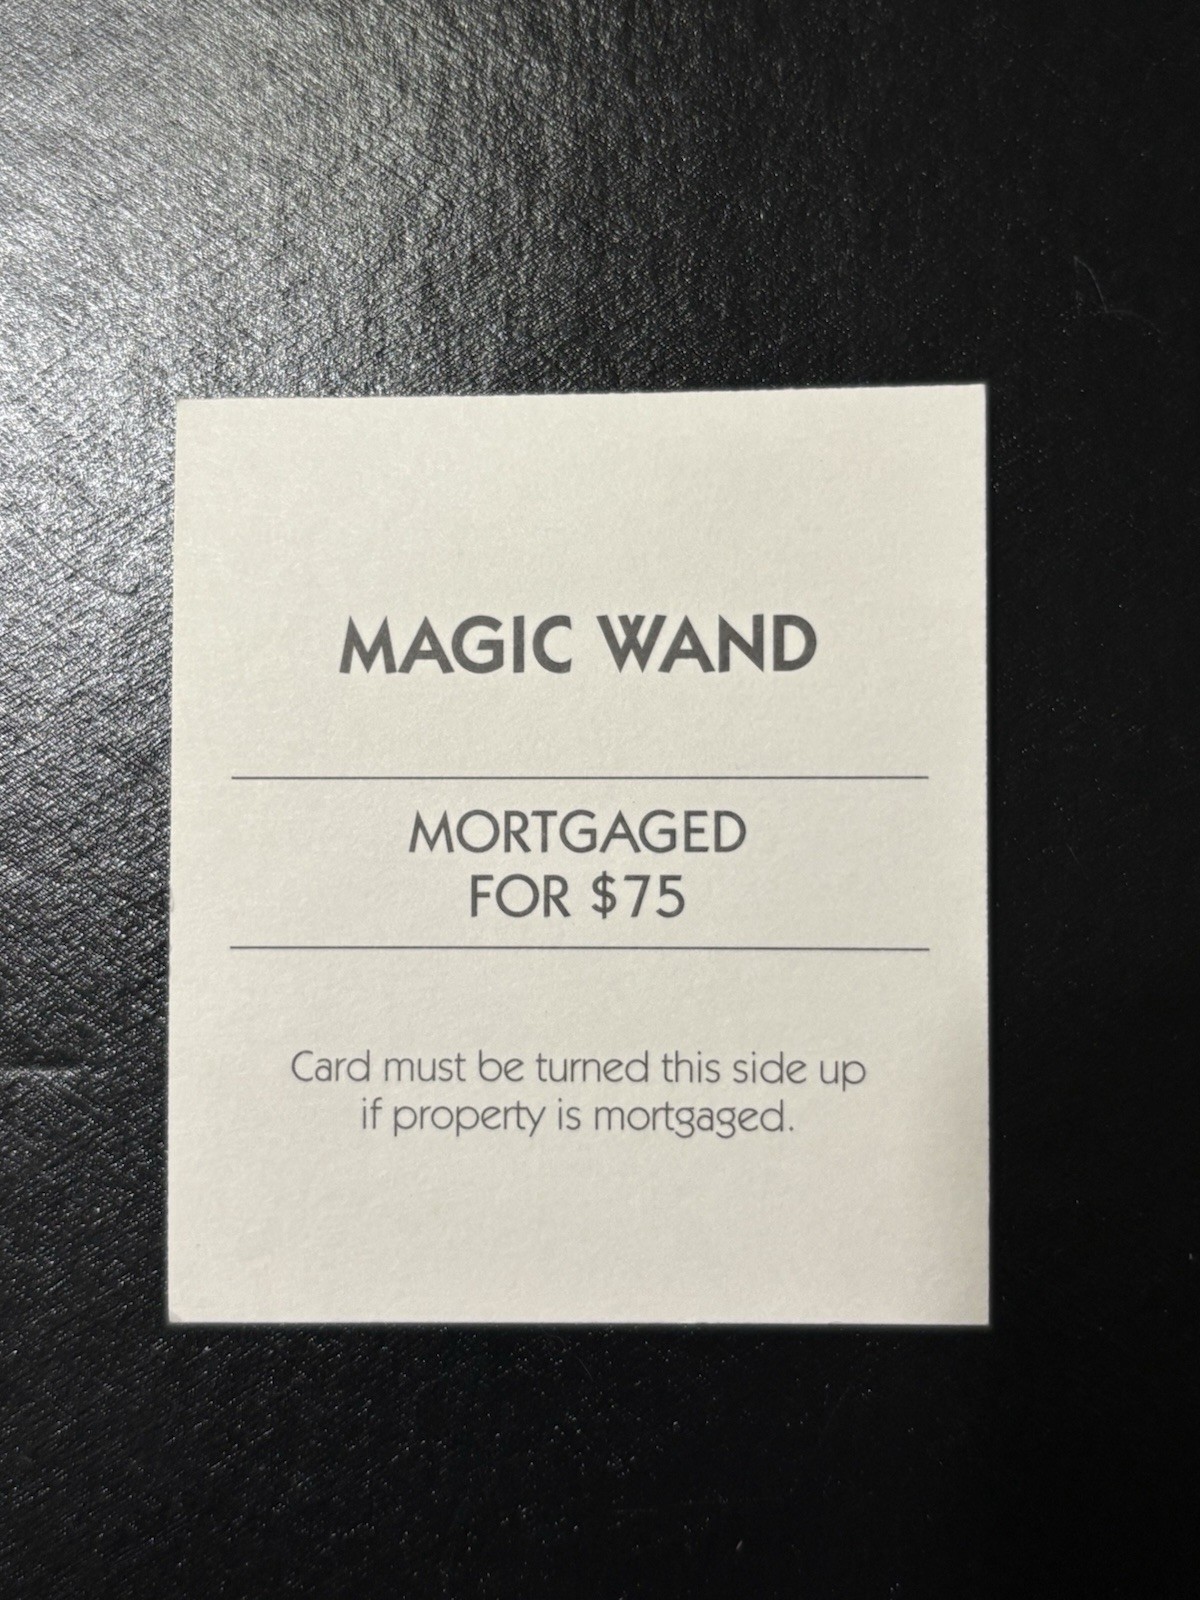 MAGIC WAND
MORTGAGED
FOR $75
Card must be turned this side up
if property is mortgaged.